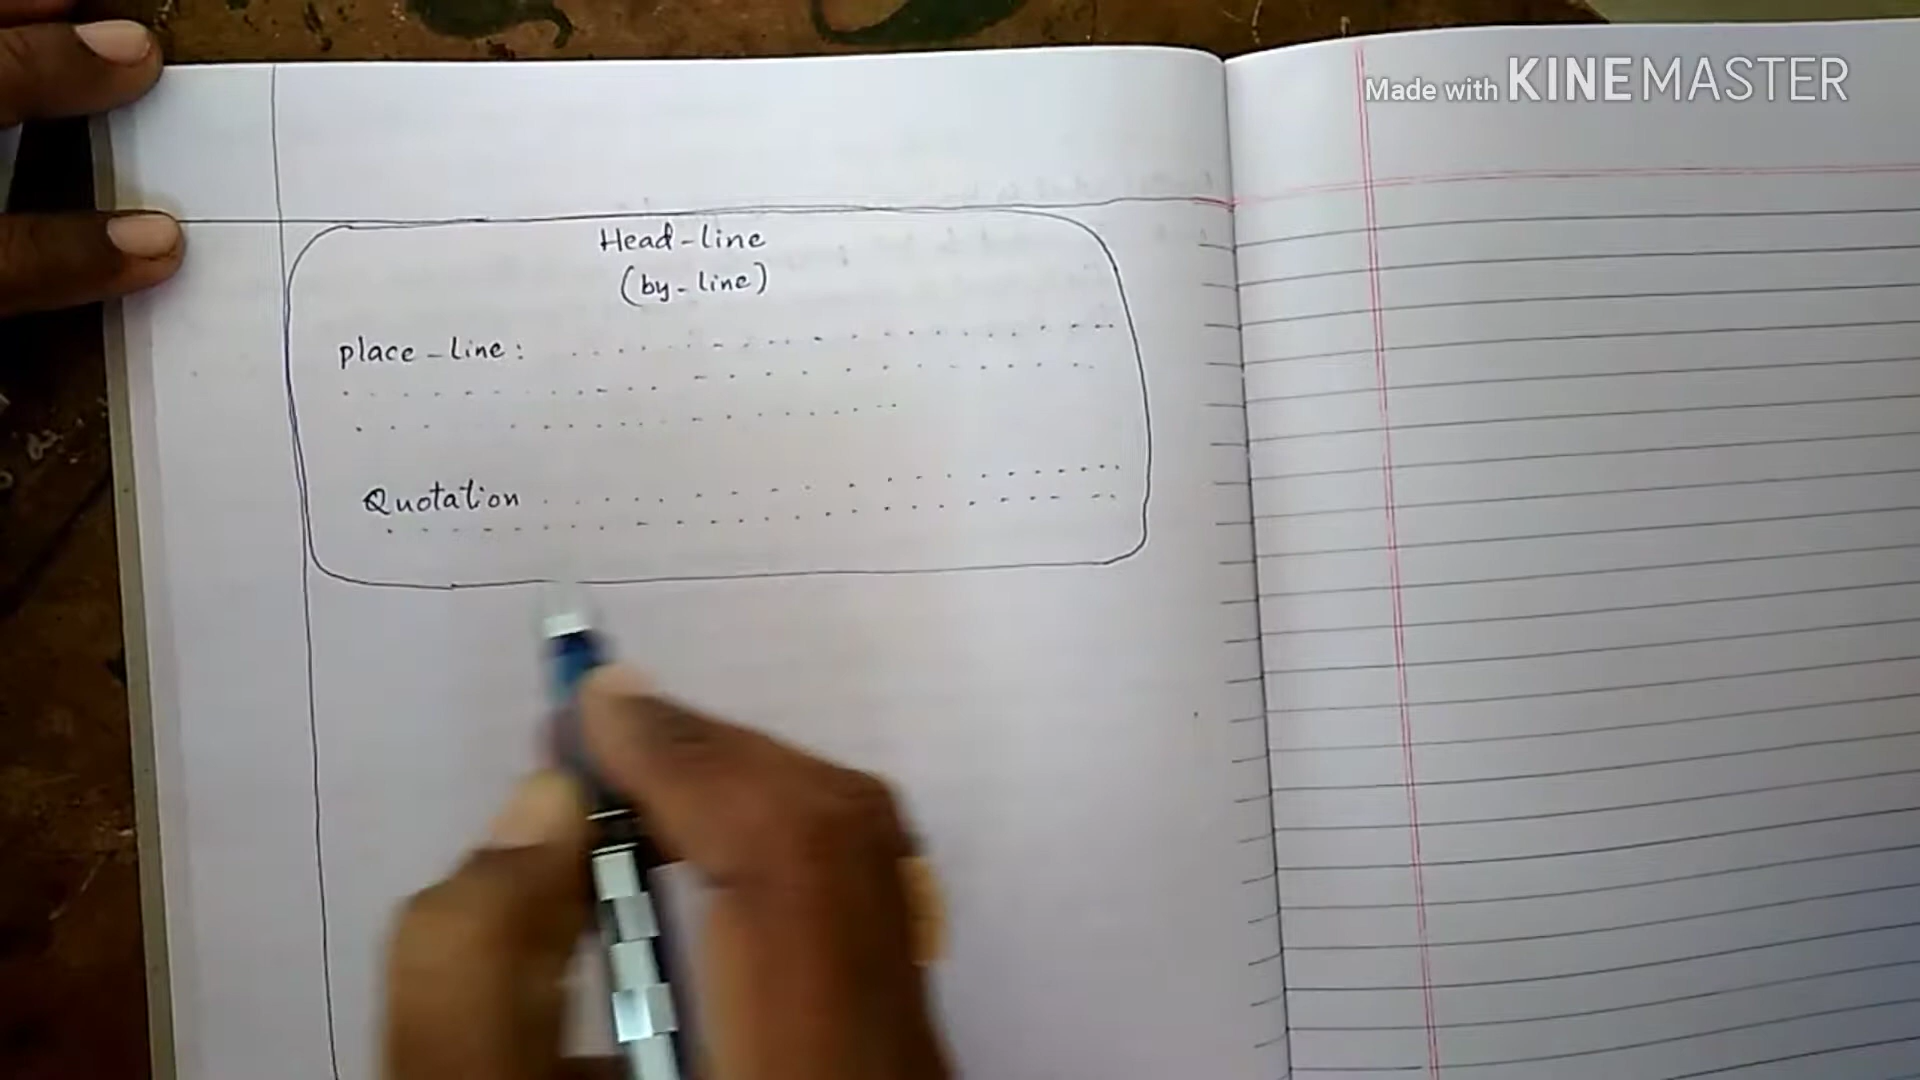 Made with KINEMASTER
Head-line
(by-line)
place-line: . . . . . . . . . . . . . . . . . . . .
. . . . . . . . . . . . . . . . . . . . . . . .
. . . . . . . . . . . . . . . .
Quotation . . . . . . . . . . . . . . . . . .
. . . . . . . . . . . . . . . . . . . . . . . .